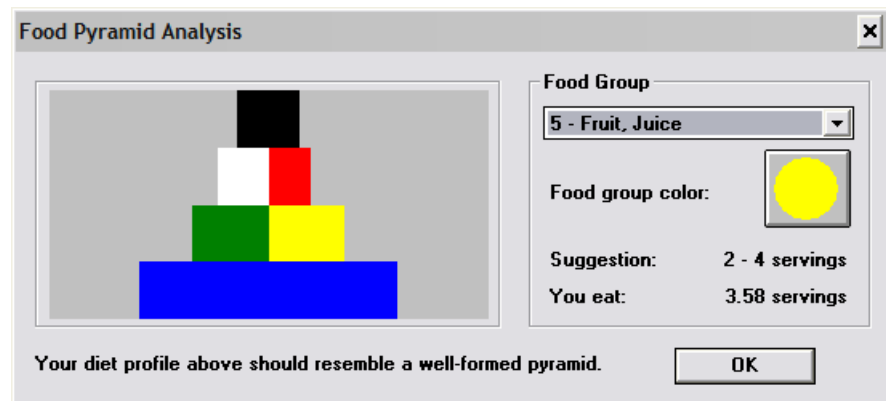 Food Pyramid Analysis
Food Group
5 - Fruit, Juice
Food group color:
Suggestion: 2 - 4 servings
You eat: 3.58 servings
Your diet profile above should resemble a well-formed pyramid.
OK